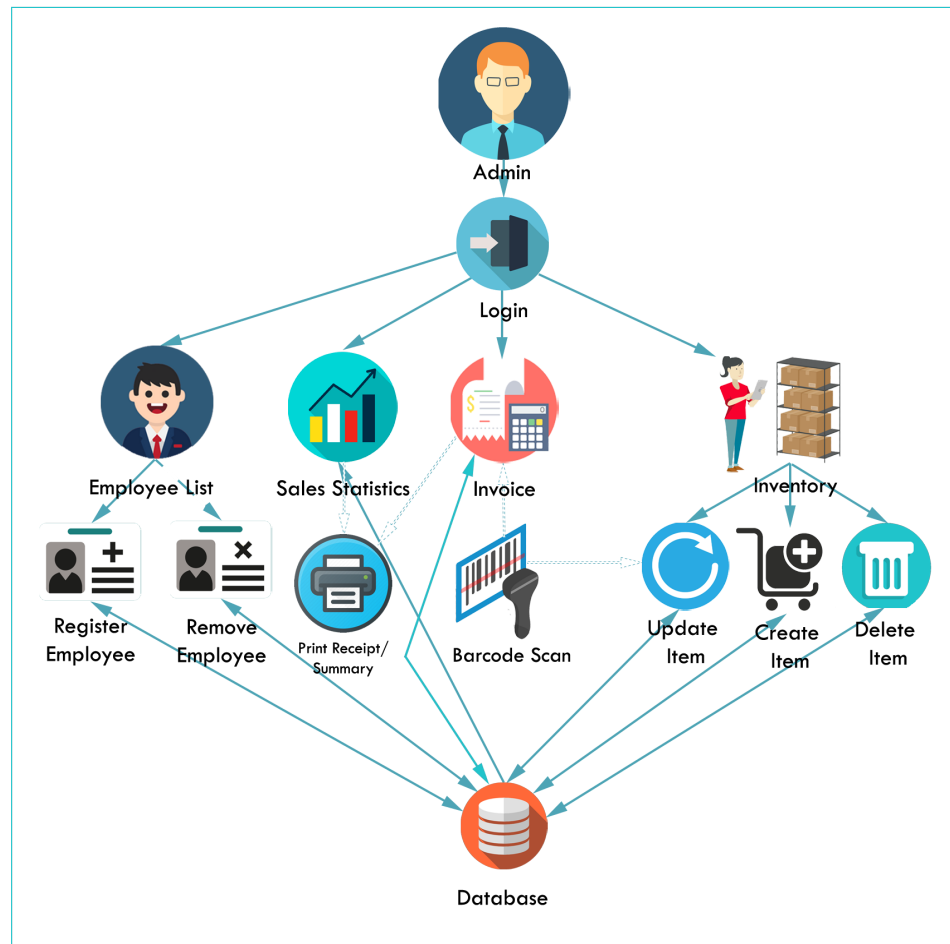 Admin
Login
Employee List
Sales Statistics
Invoice
Inventory
Register
Employee
Remove
Employee
Print Receipt/
Summary
Barcode Scan
Update
Item
Create
Item
Delete
Item
Database